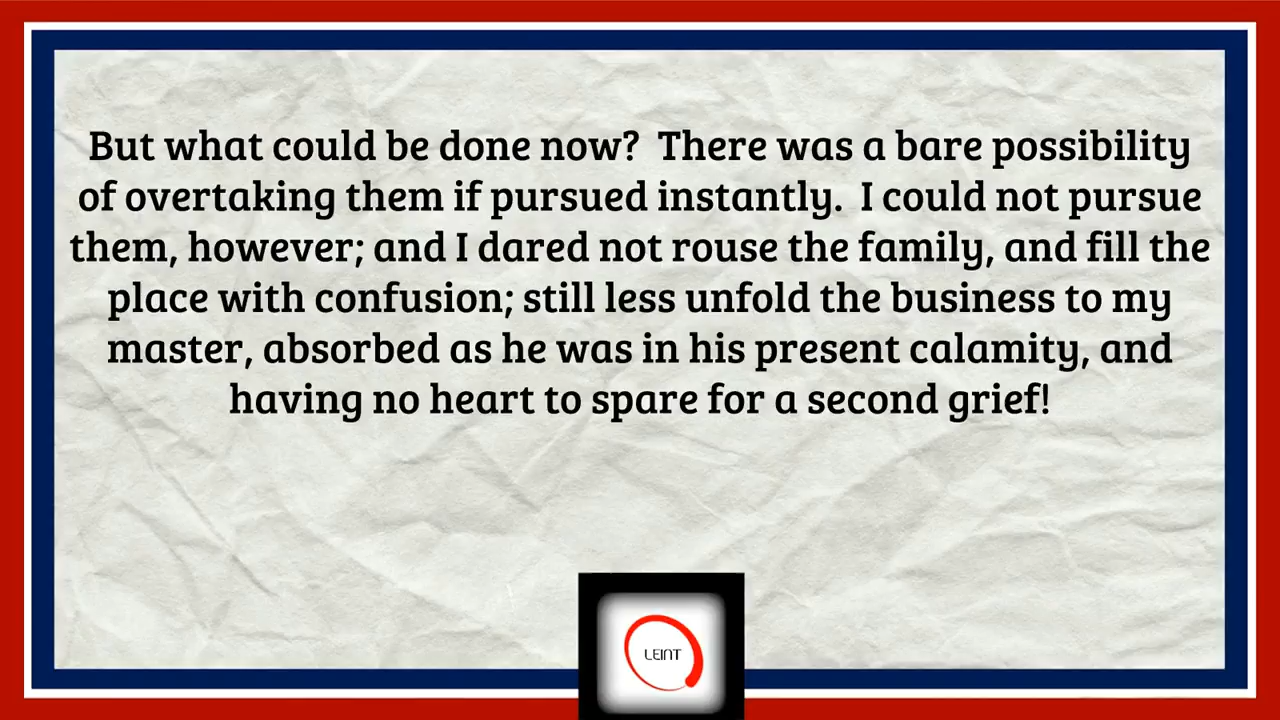 But what could be done now?  There was a bare possibility
of overtaking them if pursued instantly.  I could not pursue
them, however; and I dared not rouse the family, and fill the
place with confusion; still less unfold the business to my
master, absorbed as he was in his present calamity, and
having no heart to spare for a second grief!
LEINT